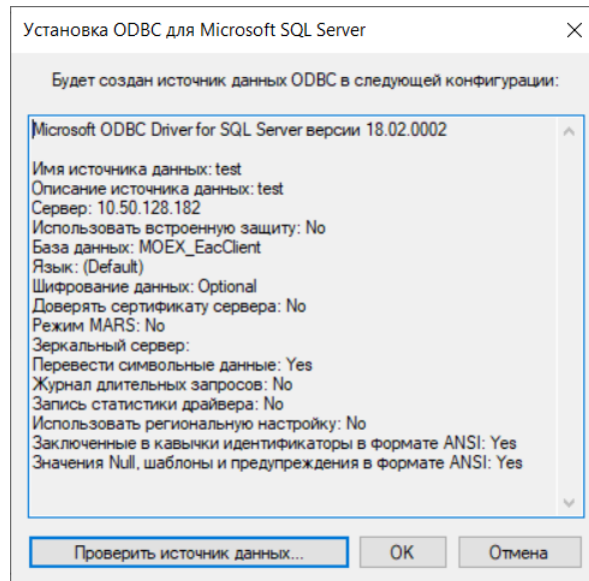 Установка ODBC для Microsoft SQL Server
Будет создан источник данных ODBC в следующей конфигурации:
Microsoft ODBC Driver for SQL Server версии 18.02.0002
Имя источника данных: test
Описание источника данных: test
Сервер: 10.50.128.182
Использовать встроенную защиту: No
База данных: MOEX_EacClient
Язык: (Default)
Шифрование данных: Optional
Доверять сертификату сервера: No
Режим MARS: No
Зеркальный сервер:
Перевести символьные данные: Yes
Журнал длительных запросов: No
Запись статистики драйвера: No
Использовать региональную настройку: No
Заключенные в кавычки идентификаторы в формате ANSI: Yes
Значения Null, шаблоны и предупреждения в формате ANSI: Yes
Проверить источник данных... OK Отмена